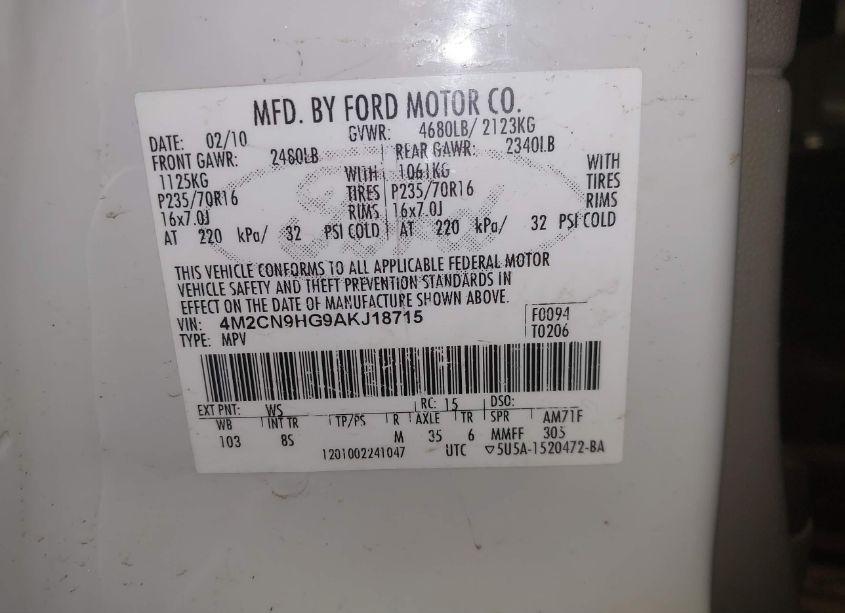 MFD. BY FORD MOTOR CO.
DATE: 02/10 GVWR: 4680LB/ 2123KG
FRONT GAWR: 2480LB REAR GAWR: 2340LB
1125KG WITH 1061KG WITH
P235/70R16 TIRES P235/70R16 TIRES
16x7.0J RIMS 16x7.0J RIMS
AT 220 kPa/ 32 PSI COLD AT 220 kPa/ 32 PSI COLD
Ford
THIS VEHICLE CONFORMS TO ALL APPLICABLE FEDERAL MOTOR
VEHICLE SAFETY AND THEFT PREVENTION STANDARDS IN
EFFECT ON THE DATE OF MANUFACTURE SHOWN ABOVE.
VIN: 4M2CN9HG9AKJ18715 F0094
TYPE: MPV T0206
EXT PNT: WS RC: 15 DSO:
WB INT TR TP/PS R AXLE TR SPR AM71F
103 8S M 35 6 MMFF 305
1201002241047 UTC ▽5U5A-1520472-BA